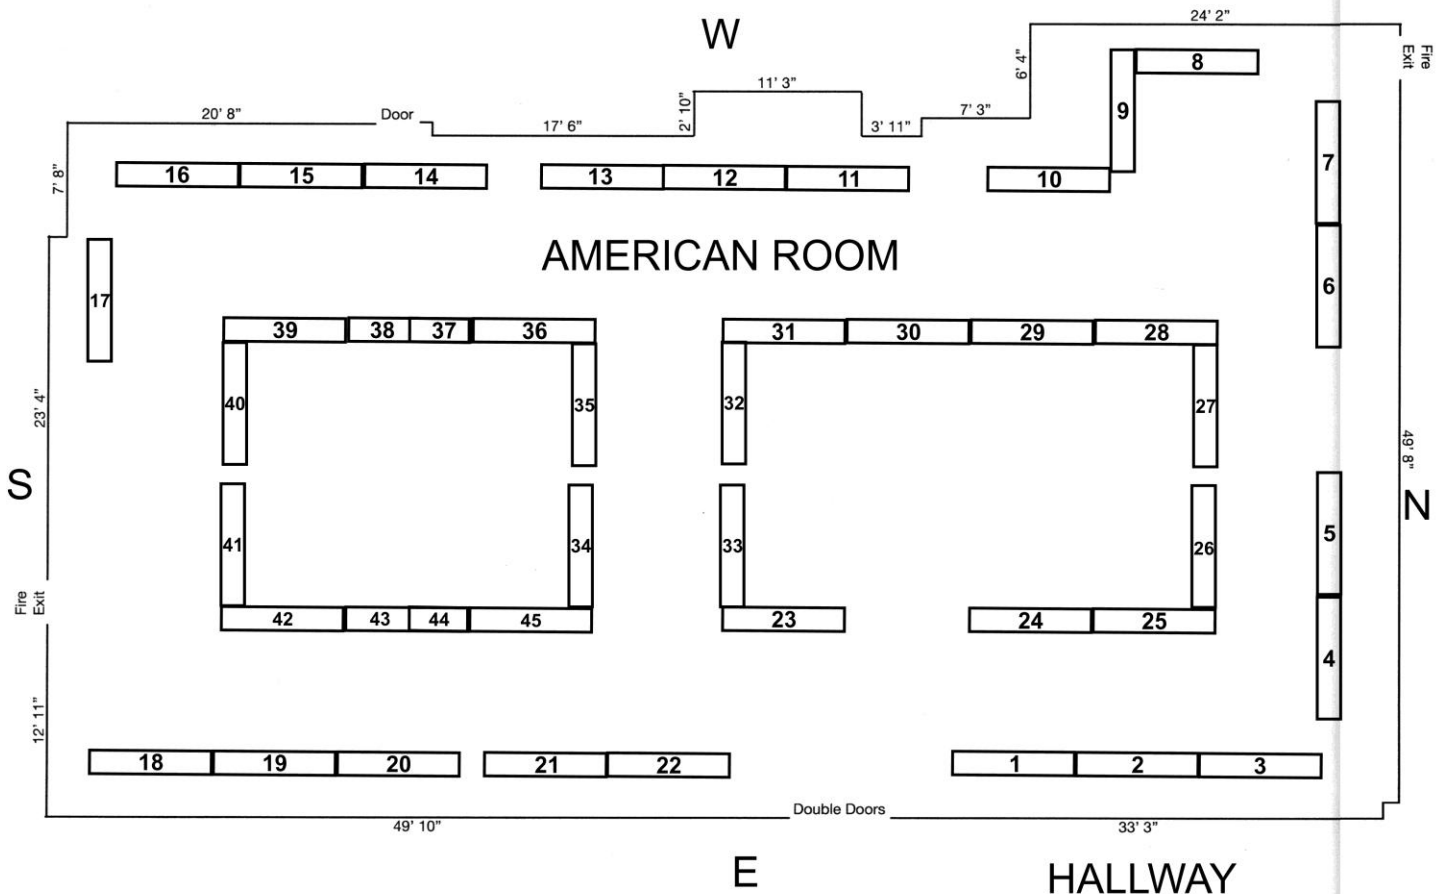 W
24' 2"
Fire
Exit
6' 4"
11' 3"
2' 10"
7' 3"
3' 11"
17' 6"
Door
20' 8"
7' 8"
8
9
10
7
6
16 15 14 13 12 11
AMERICAN ROOM
17
39 38 37 36 31 30 29 28
40 35 32 27
23' 4"
49' 8"
S
N
41 34 33 26
5
4
Fire
Exit
42 43 44 45 23 24 25
12' 11"
18 19 20 21 22 1 2 3
Double Doors
49' 10"
33' 3"
E
HALLWAY